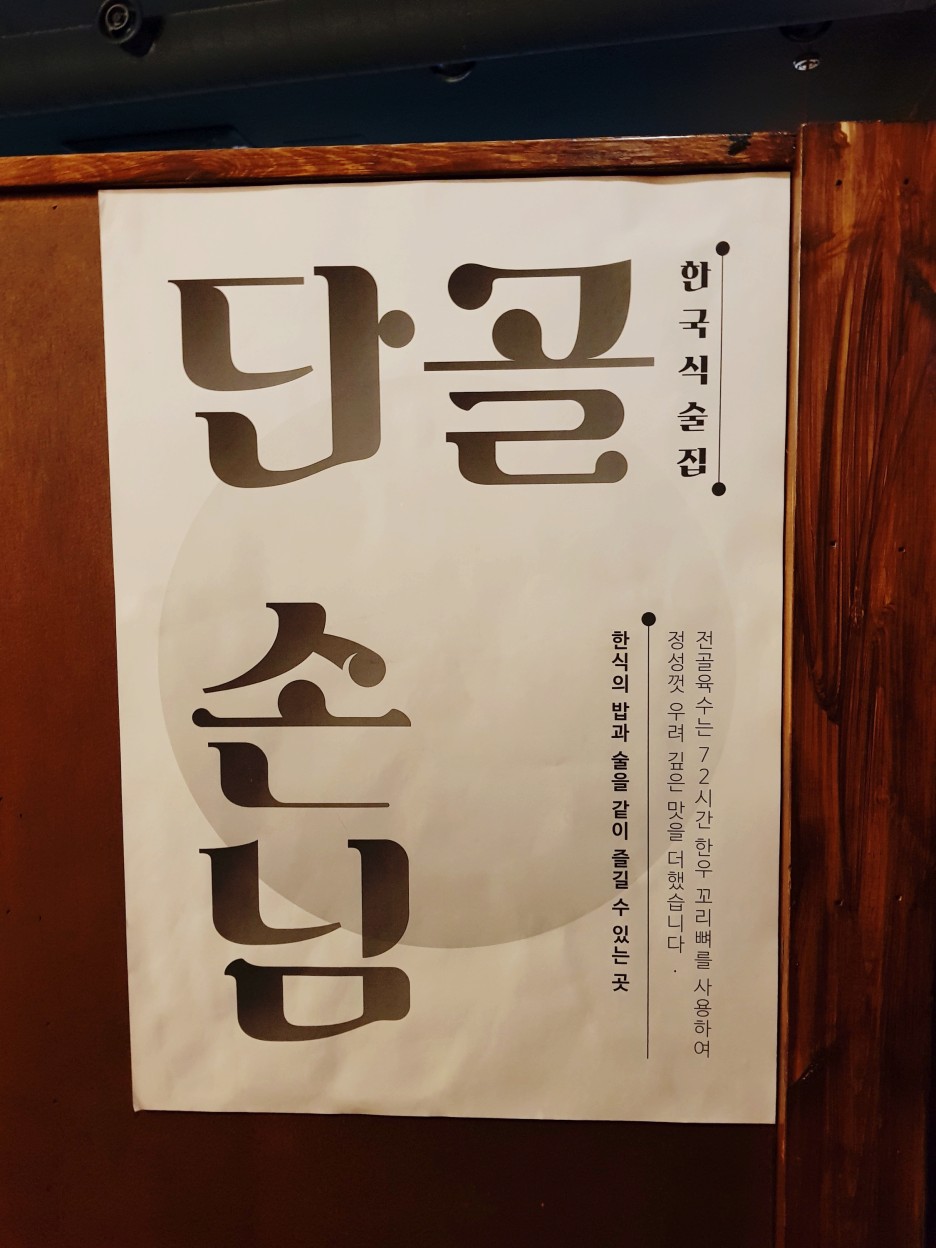 단골
손님
한국식술집
전골육수는 72시간 한우 꼬리뼈를 사용하여
정성껏 우려 깊은 맛을 더했습니다.
한식의 밥과 술을 같이 즐길 수 있는 곳